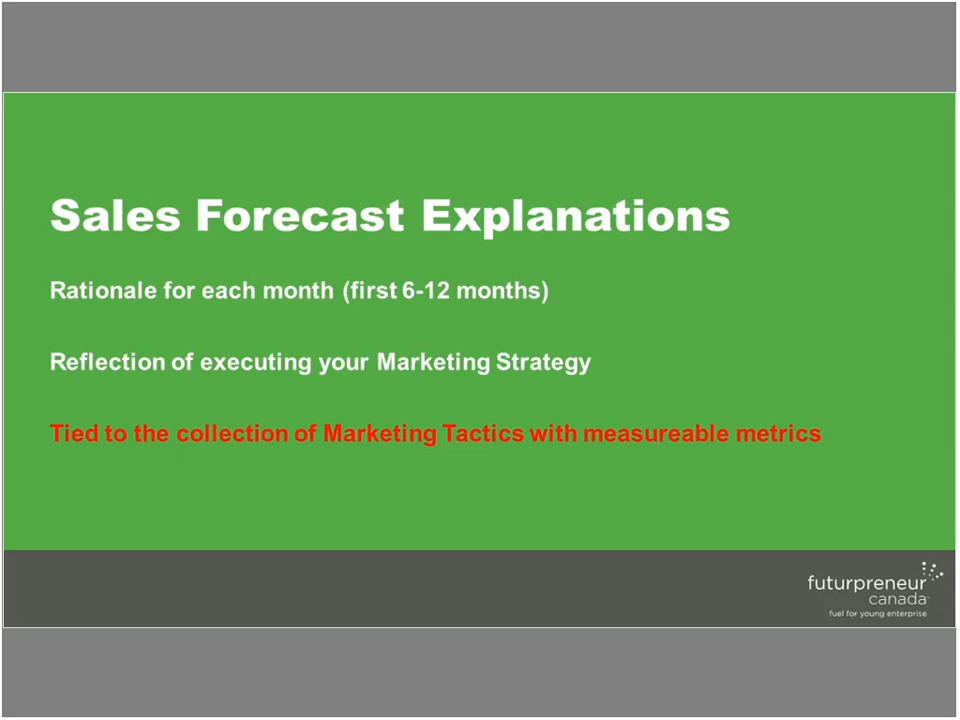 Sales Forecast Explanations
Rationale for each month (first 6-12 months)
Reflection of executing your Marketing Strategy
Tied to the collection of Marketing Tactics with measureable metrics
futurpreneur
canada
fuel for young enterprise